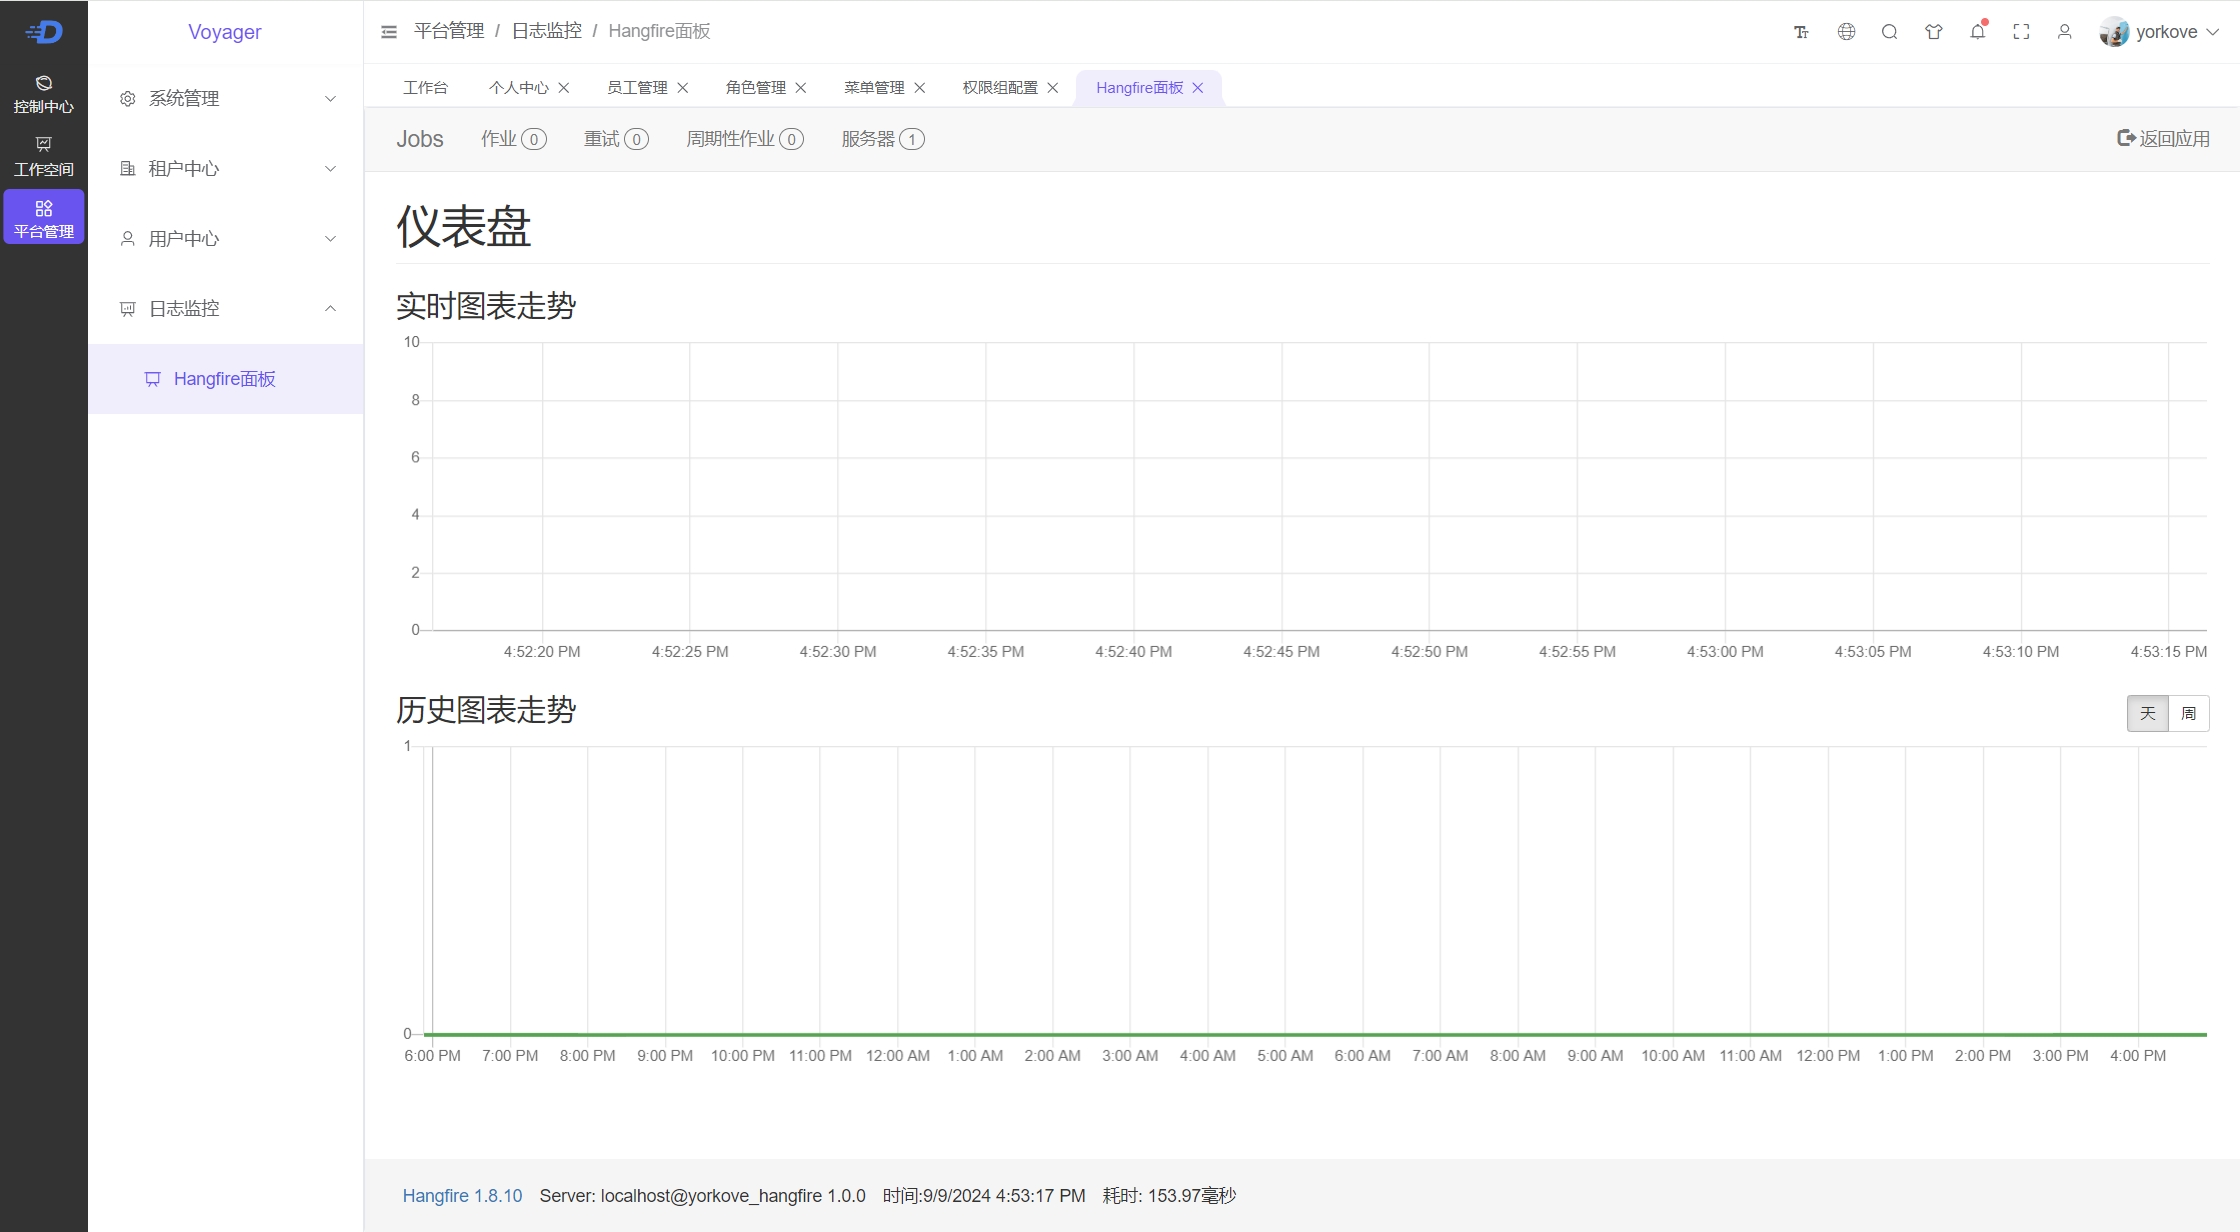 D
控制中心
工作空间
平台管理
Voyager
系统管理
租户中心
用户中心
日志监控
Hangfire面板
平台管理 / 日志监控 / Hangfire面板
yorkove
工作台 个人中心 员工管理 角色管理 菜单管理 权限组配置 Hangfire面板
Jobs 作业 0 重试 0 周期性作业 0 服务器 1 返回应用
仪表盘
实时图表走势
10
8
6
4
2
0
4:52:20 PM 4:52:25 PM 4:52:30 PM 4:52:35 PM 4:52:40 PM 4:52:45 PM 4:52:50 PM 4:52:55 PM 4:53:00 PM 4:53:05 PM 4:53:10 PM 4:53:15 PM
历史图表走势 天 周
1
0
6:00 PM 7:00 PM 8:00 PM 9:00 PM 10:00 PM 11:00 PM 12:00 AM 1:00 AM 2:00 AM 3:00 AM 4:00 AM 5:00 AM 6:00 AM 7:00 AM 8:00 AM 9:00 AM 10:00 AM 11:00 AM 12:00 PM 1:00 PM 2:00 PM 3:00 PM 4:00 PM
Hangfire 1.8.10 Server: localhost@yorkove_hangfire 1.0.0 时间:9/9/2024 4:53:17 PM 耗时: 153.97毫秒